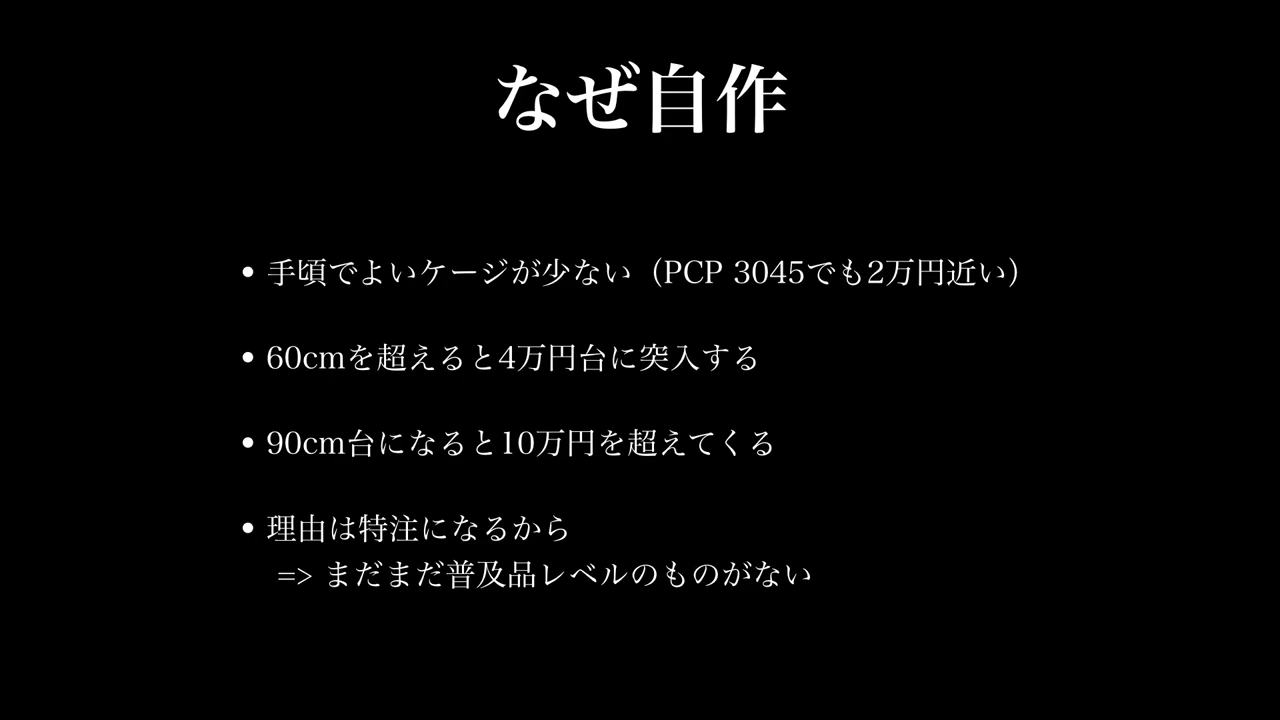 なぜ自作
• 手頃でよいケージが少ない（PCP 3045でも2万円近い）
• 60cmを超えると4万円台に突入する
• 90cm台になると10万円を超えてくる
• 理由は特注になるから
=> まだまだ普及品レベルのものがない